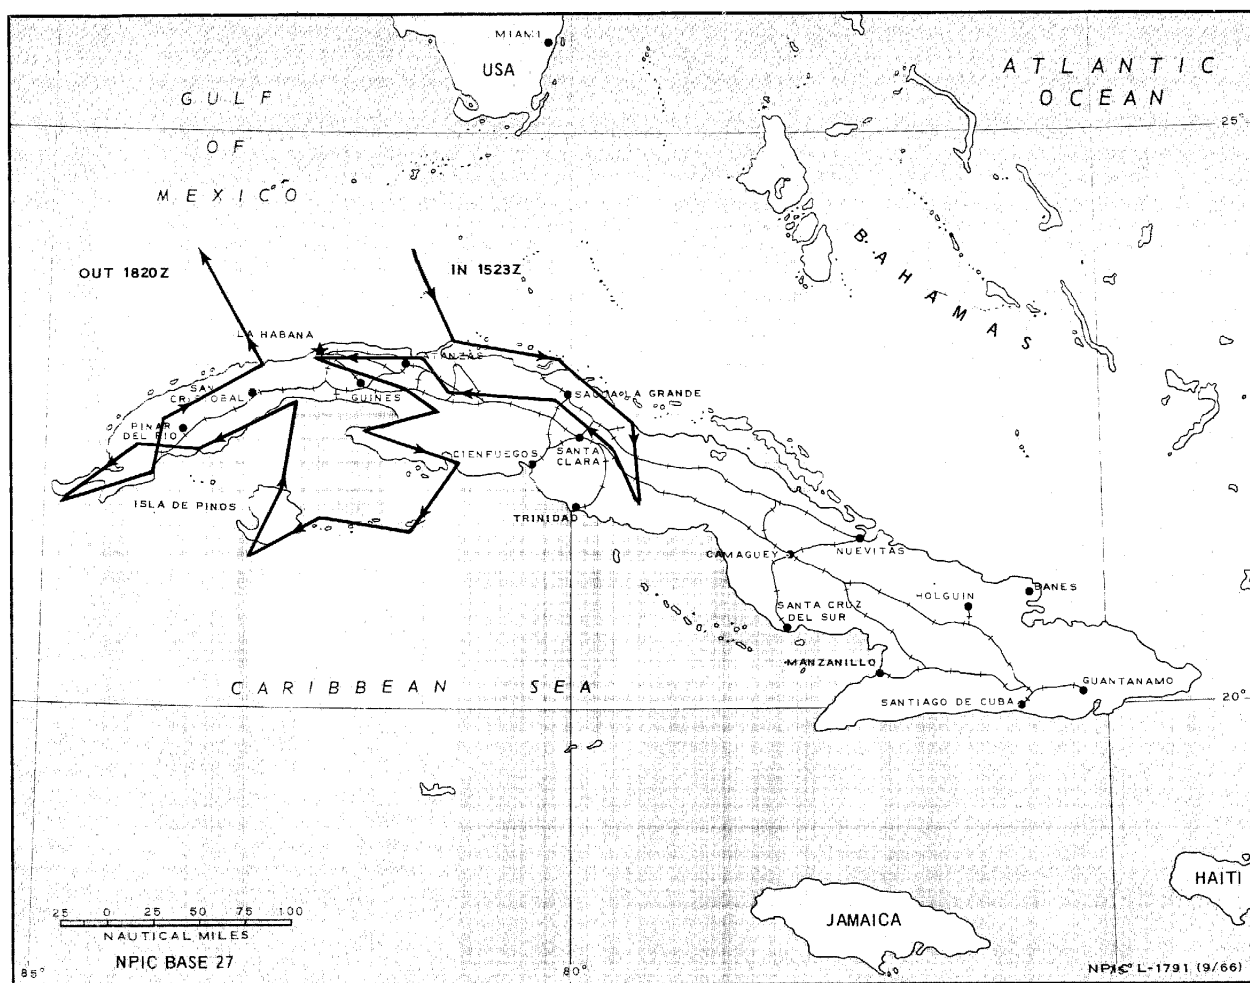 MIAMI
USA
ATLANTIC
OCEAN
GULF
OF
MEXICO
25°
BAHAMAS
OUT 1820Z
IN 1523Z
LA HABANA
SAN
CRISTOBAL
GUINES
SAGUA LA GRANDE
PINAR
DEL RIO
CIENFUEGOS
SANTA
CLARA
ISLA DE PINOS
TRINIDAD
CAMAGUEY
NUEVITAS
BANES
HOLGUIN
SANTA CRUZ
DEL SUR
MANZANILLO
GUANTANAMO
CARIBBEAN SEA
SANTIAGO DE CUBA
20°
HAITI
JAMAICA
25 0 25 50 75 100
NAUTICAL MILES
NPIC BASE 27
85°
80°
75°
NPIC L-1791 (9/66)